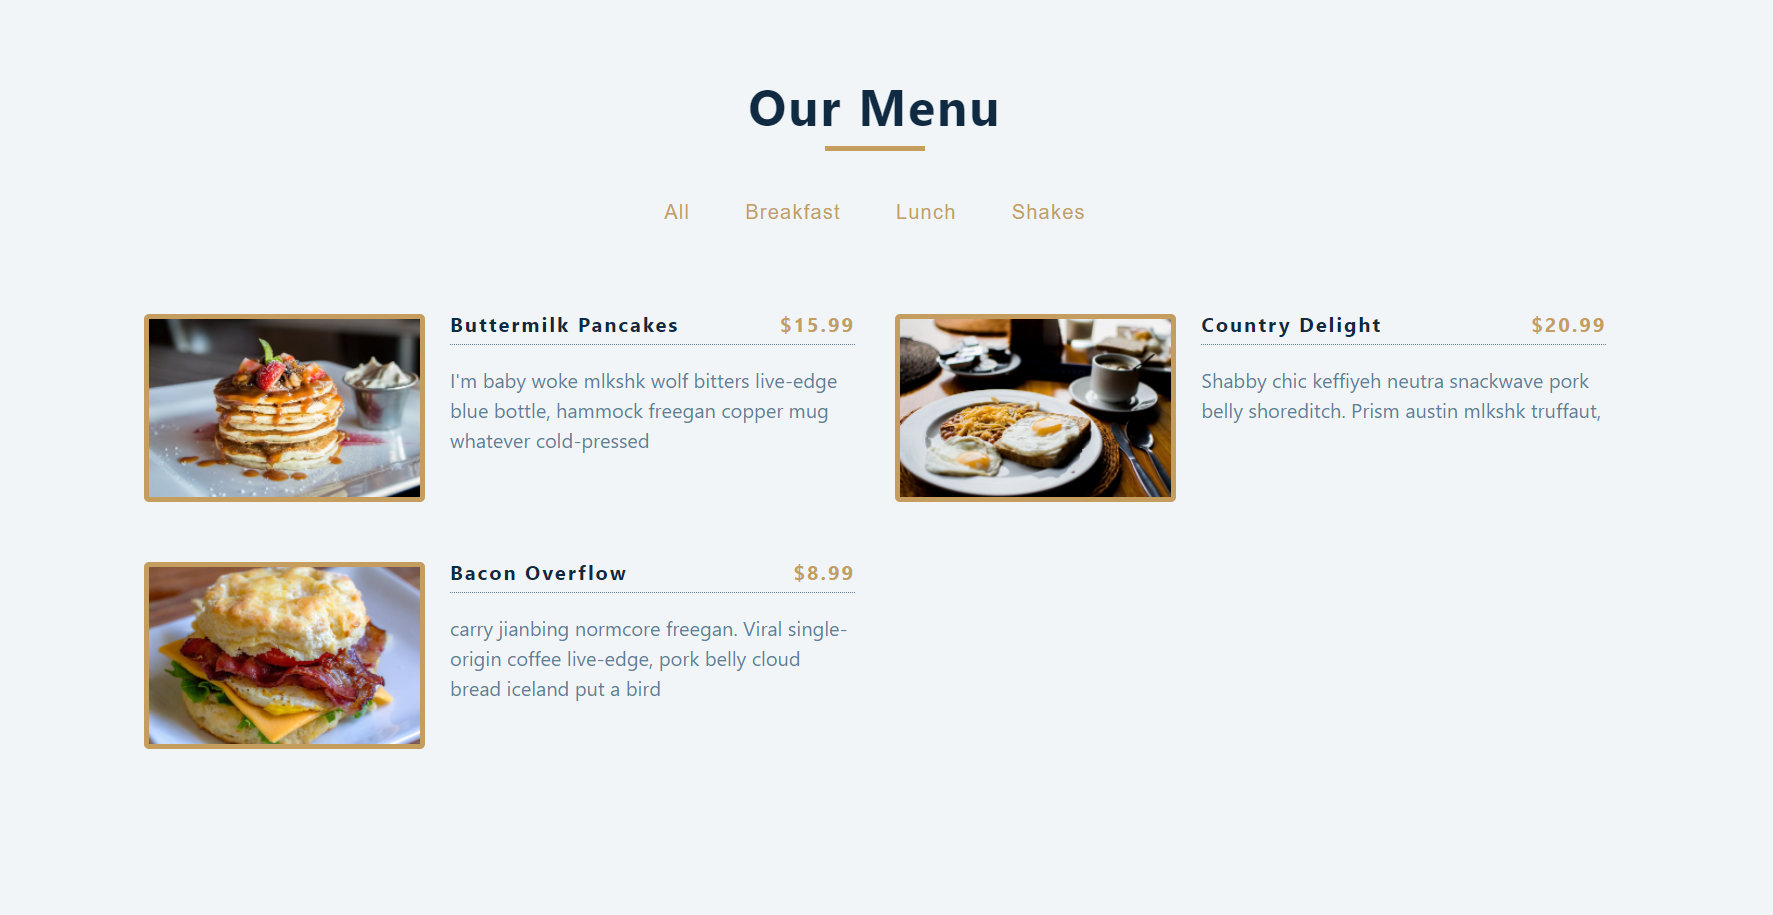 Our Menu
All Breakfast Lunch Shakes
Buttermilk Pancakes $15.99
I'm baby woke mlkshk wolf bitters live-edge
blue bottle, hammock freegan copper mug
whatever cold-pressed
Country Delight $20.99
Shabby chic keffiyeh neutra snackwave pork
belly shoreditch. Prism austin mlkshk truffaut,
Bacon Overflow $8.99
carry jianbing normcore freegan. Viral single-
origin coffee live-edge, pork belly cloud
bread iceland put a bird